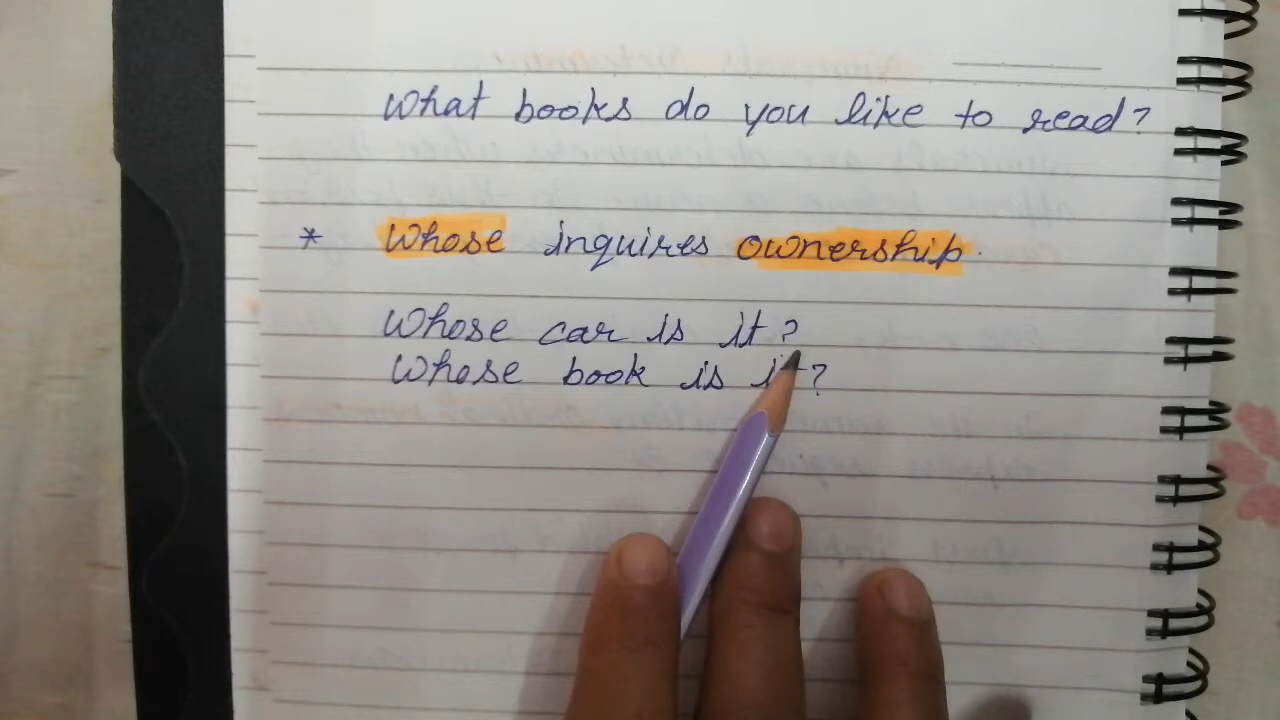 What books do you like to read?
* Whose inquires ownership.
Whose car is it?
Whose book is it?